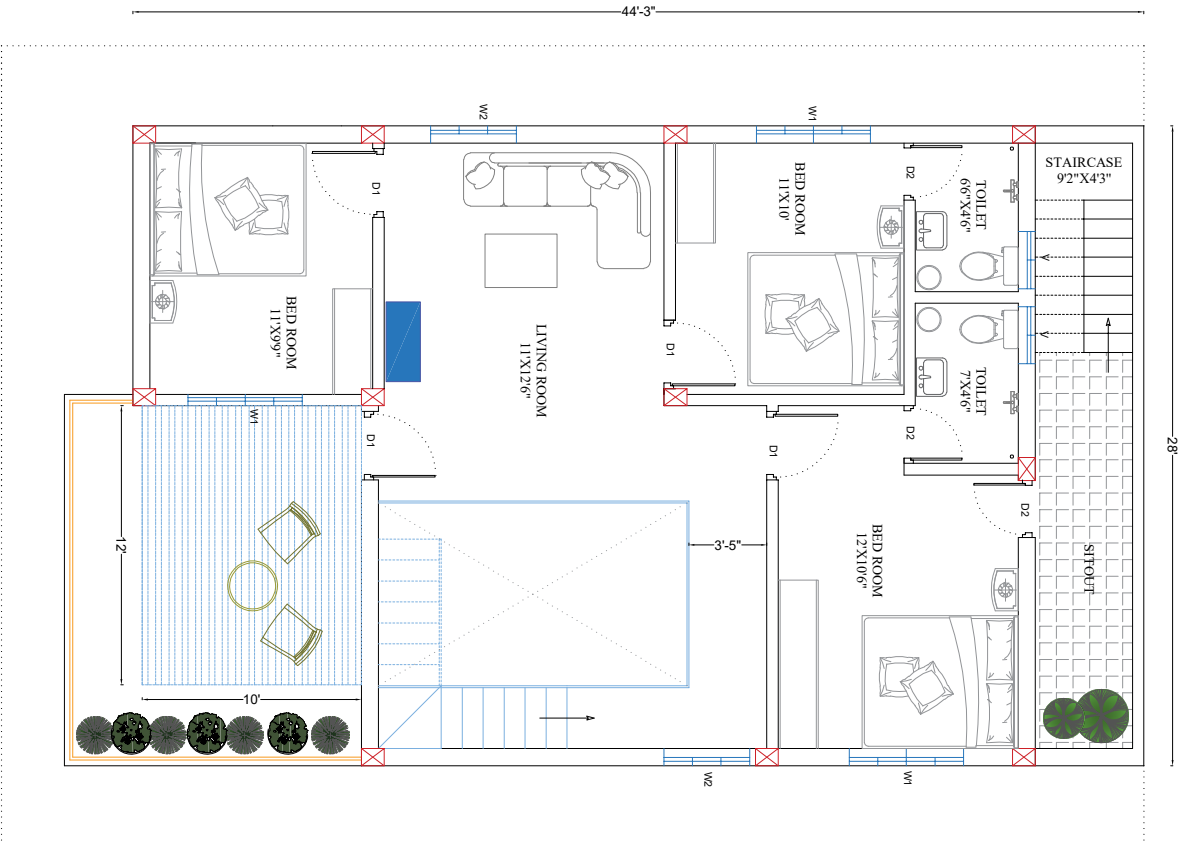 44'-3"
W2
W1
STAIRCASE
9'2"X4'3"
D1
BED ROOM
11'X10'
D2
TOILET
6'6"X4'6"
V
BED ROOM
11'X9'9"
LIVING ROOM
11'X12'6"
D1
V
TOILET
7'X4'6"
W1
D1
D1
D2
28'
12'
3'-5"
BED ROOM
12'X10'6"
D2
SITOUT
10'
W2
W1